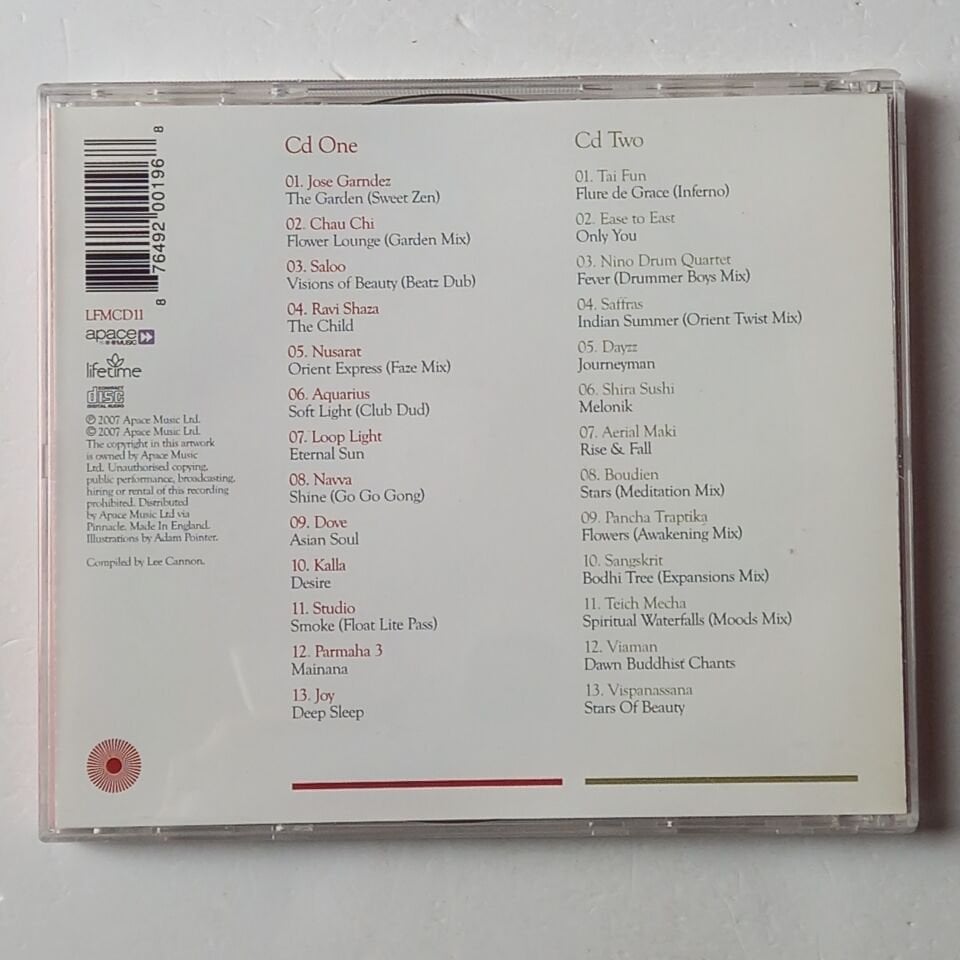 8 76492 00196 8
LFMCD11
apace
MUSIC
lifetime
COMPACT
disc
DIGITAL AUDIO
℗ 2007 Apace Music Ltd.
© 2007 Apace Music Ltd.
The copyright in this artwork
is owned by Apace Music
Ltd. Unauthorised copying,
public performance, broadcasting,
hiring or rental of this recording
prohibited. Distributed
by Apace Music Ltd via
Pinnacle. Made In England.
Illustrations by Adam Pointer.
Compiled by Lee Cannon.
Cd One
01. Jose Garndez
The Garden (Sweet Zen)
02. Chau Chi
Flower Lounge (Garden Mix)
03. Saloo
Visions of Beauty (Beatz Dub)
04. Ravi Shaza
The Child
05. Nusarat
Orient Express (Faze Mix)
06. Aquarius
Soft Light (Club Dud)
07. Loop Light
Eternal Sun
08. Navva
Shine (Go Go Gong)
09. Dove
Asian Soul
10. Kalla
Desire
11. Studio
Smoke (Float Lite Pass)
12. Parmaha 3
Mainana
13. Joy
Deep Sleep
Cd Two
01. Tai Fun
Flure de Grace (Inferno)
02. Ease to East
Only You
03. Nino Drum Quartet
Fever (Drummer Boys Mix)
04. Saffras
Indian Summer (Orient Twist Mix)
05. Dayzz
Journeyman
06. Shira Sushi
Melonik
07. Aerial Maki
Rise & Fall
08. Boudien
Stars (Meditation Mix)
09. Pancha Traptika
Flowers (Awakening Mix)
10. Sangskrit
Bodhi Tree (Expansions Mix)
11. Teich Mecha
Spiritual Waterfalls (Moods Mix)
12. Viaman
Dawn Buddhist Chants
13. Vispanassana
Stars Of Beauty